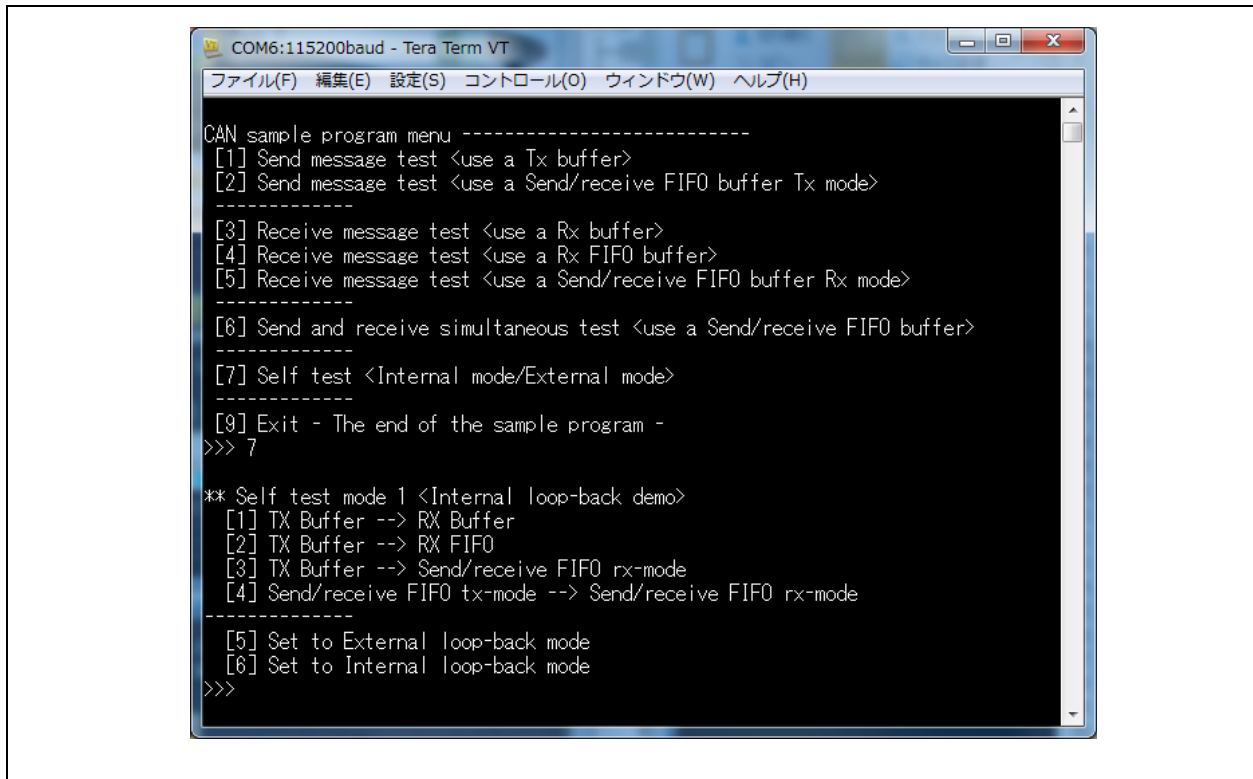 COM6:115200baud - Tera Term VT
ファイル(F) 編集(E) 設定(S) コントロール(O) ウィンドウ(W) ヘルプ(H)
CAN sample program menu ---------------------------
[1] Send message test <use a Tx buffer>
[2] Send message test <use a Send/receive FIFO buffer Tx mode>
-------------
[3] Receive message test <use a Rx buffer>
[4] Receive message test <use a Rx FIFO buffer>
[5] Receive message test <use a Send/receive FIFO buffer Rx mode>
-------------
[6] Send and receive simultaneous test <use a Send/receive FIFO buffer>
-------------
[7] Self test <Internal mode/External mode>
-------------
[9] Exit - The end of the sample program -
>>> 7
** Self test mode 1 <Internal loop-back demo>
[1] TX Buffer --> RX Buffer
[2] TX Buffer --> RX FIFO
[3] TX Buffer --> Send/receive FIFO rx-mode
[4] Send/receive FIFO tx-mode --> Send/receive FIFO rx-mode
--------------
[5] Set to External loop-back mode
[6] Set to Internal loop-back mode
>>>